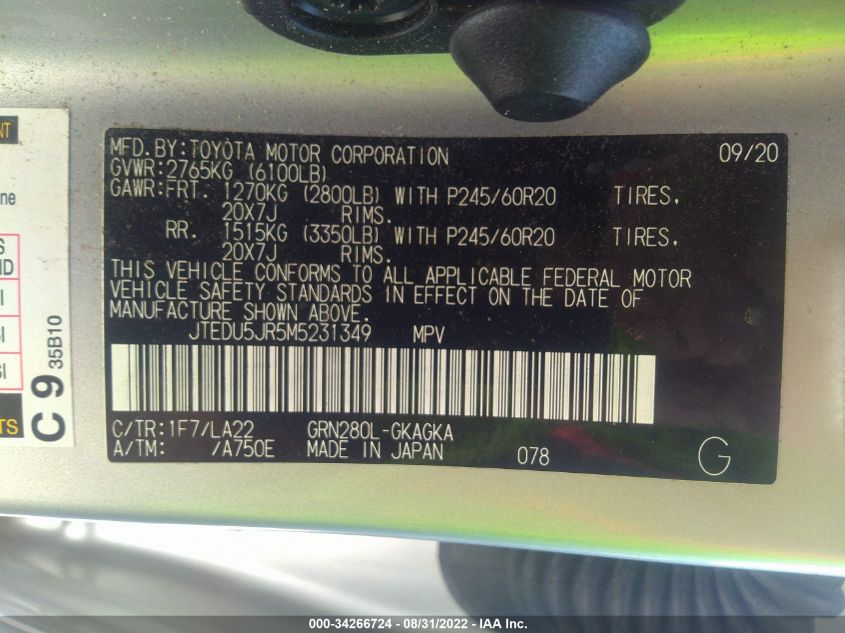 MFD.BY:TOYOTA MOTOR CORPORATION 09/20
GVWR:2765KG (6100LB)
GAWR:FRT. 1270KG (2800LB) WITH P245/60R20 TIRES,
20X7J RIMS.
RR. 1515KG (3350LB) WITH P245/60R20 TIRES,
20X7J RIMS.
THIS VEHICLE CONFORMS TO ALL APPLICABLE FEDERAL MOTOR
VEHICLE SAFETY STANDARDS IN EFFECT ON THE DATE OF
MANUFACTURE SHOWN ABOVE.
JTEDU5JR5M5231349 MPV
C/TR:1F7/LA22 GRN280L-GKAGKA
A/TM: /A750E MADE IN JAPAN 078 G
C9 35B10
000-34266724 - 08/31/2022 - IAA Inc.